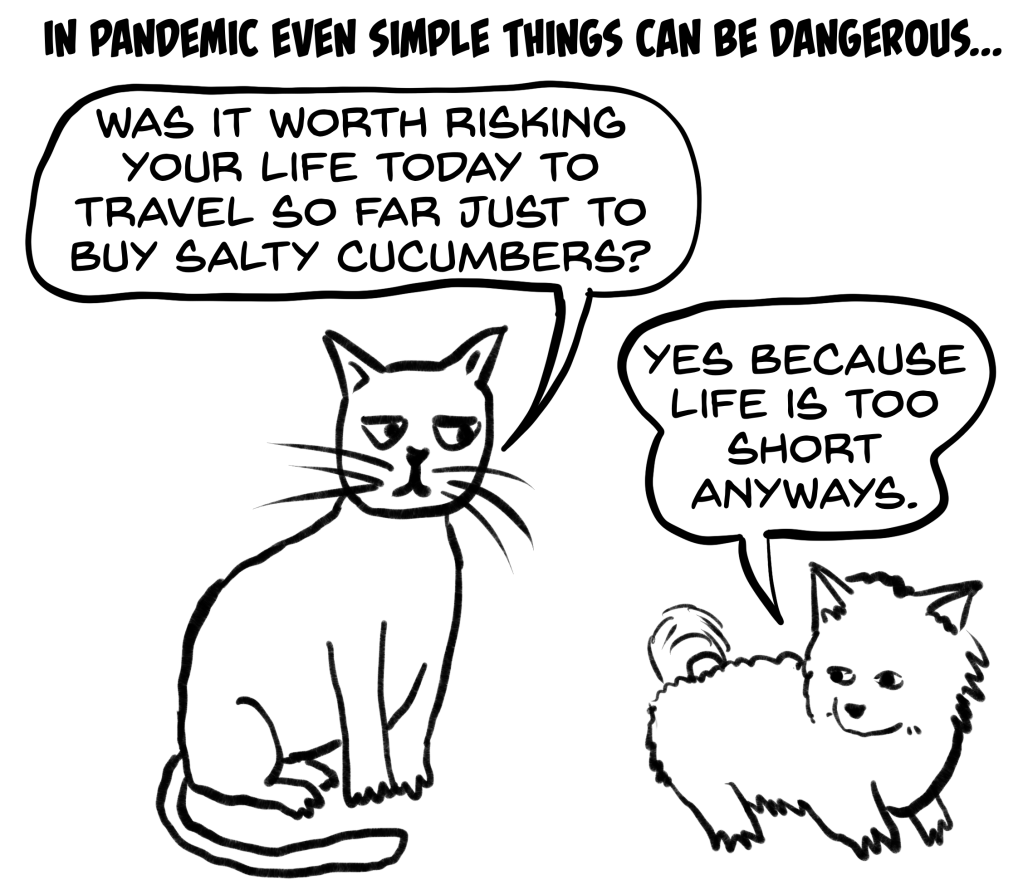 IN PANDEMIC EVEN SIMPLE THINGS CAN BE DANGEROUS...
WAS IT WORTH RISKING
YOUR LIFE TODAY TO
TRAVEL SO FAR JUST TO
BUY SALTY CUCUMBERS?
YES BECAUSE
LIFE IS TOO
SHORT
ANYWAYS.